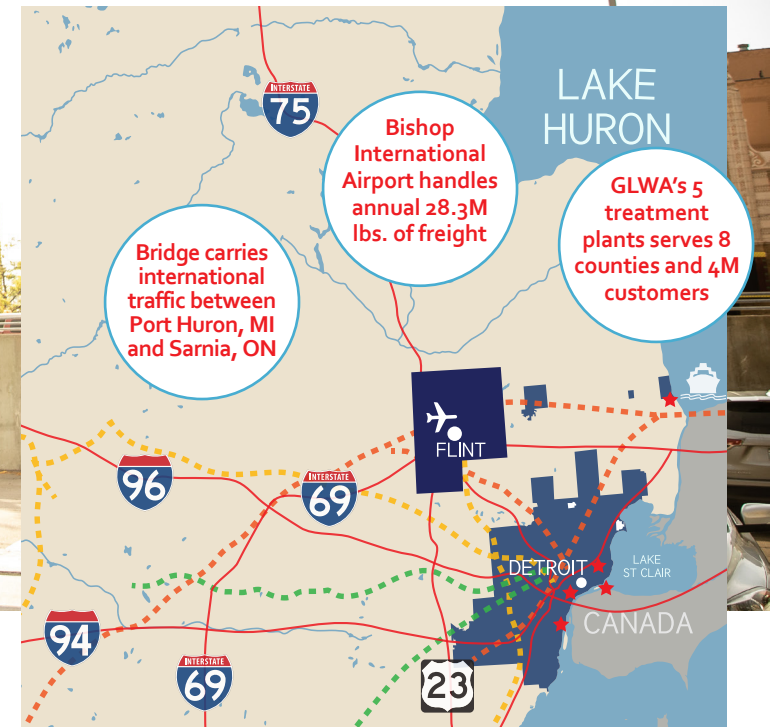 LAKE
HURON
INTERSTATE
75
Bishop
International
Airport handles
annual 28.3M
lbs. of freight
GLWA's 5
treatment
plants serves 8
counties and 4M
customers
Bridge carries
international
traffic between
Port Huron, MI
and Sarnia, ON
FLINT
96
INTERSTATE
69
DETROIT
LAKE
ST CLAIR
CANADA
94
INTERSTATE
69
23